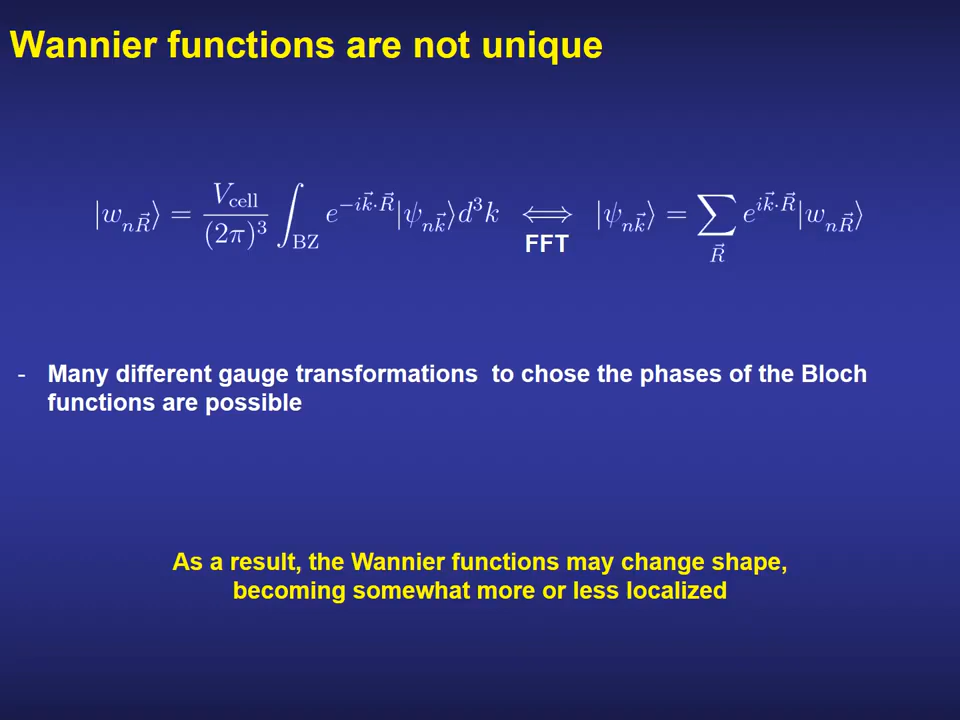 Wannier functions are not unique
$|w_{n\vec{R}}\rangle = \frac{V_{\text{cell}}}{(2\pi)^3} \int_{\text{BZ}} e^{-i\vec{k}\cdot\vec{R}} |\psi_{n\vec{k}}\rangle d^3k \Longleftrightarrow |\psi_{n\vec{k}}\rangle = \sum_{\vec{R}} e^{i\vec{k}\cdot\vec{R}} |w_{n\vec{R}}\rangle$
FFT
- Many different gauge transformations to chose the phases of the Bloch
functions are possible
As a result, the Wannier functions may change shape,
becoming somewhat more or less localized